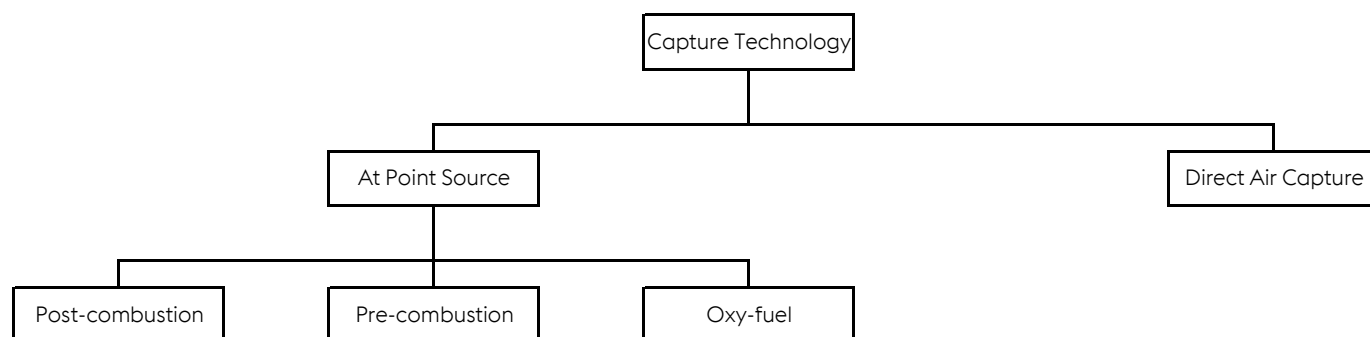 Capture Technology
At Point Source
Direct Air Capture
Post-combustion
Pre-combustion
Oxy-fuel